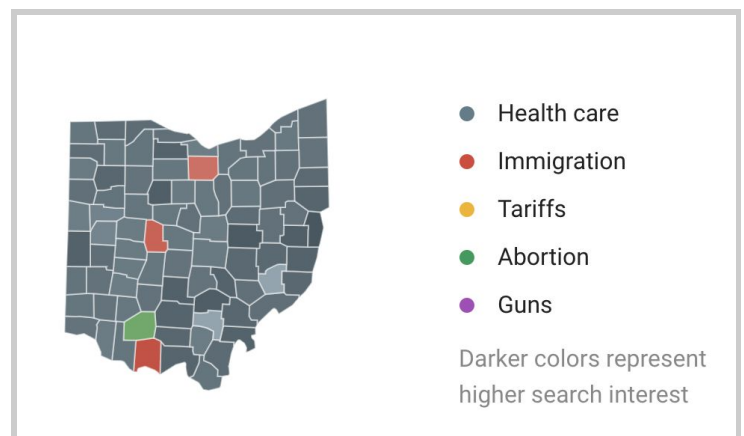 Health care
Immigration
Tariffs
Abortion
Guns
Darker colors represent
higher search interest